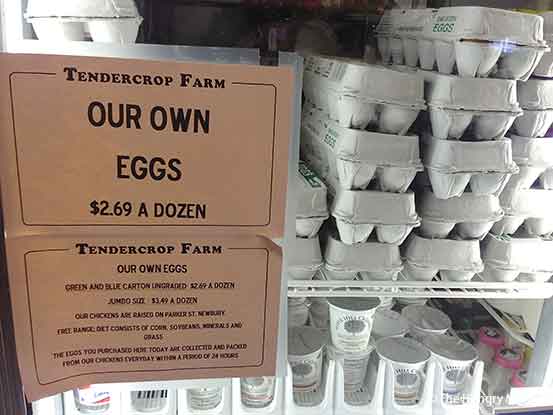 TENDERCROP FARM
OUR OWN
EGGS
$2.69 A DOZEN
TENDERCROP FARM
OUR OWN EGGS
GREEN AND BLUE CARTON UNGRADED $2.69 A DOZEN
JUMBO SIZE $3.49 A DOZEN
OUR CHICKENS ARE RAISED ON PARKER ST. NEWBURY.
FREE RANGE; DIET CONSISTS OF CORN, SOYBEANS, MINERALS AND
GRASS
THE EGGS YOU PURCHASED HERE TODAY ARE COLLECTED AND PACKED
FROM OUR CHICKENS EVERYDAY WITHIN A PERIOD OF 24 HOURS
EGGS
HILL
© The Hungry